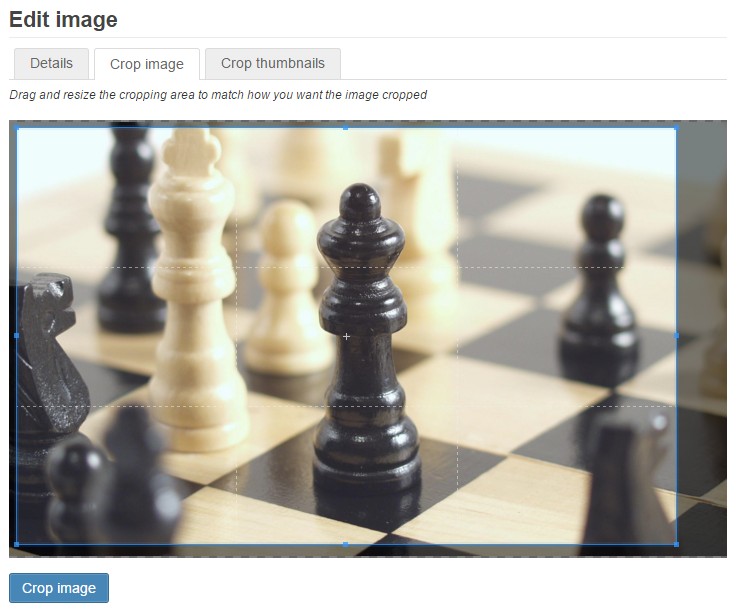 Edit image
Details
Crop image
Crop thumbnails
Drag and resize the cropping area to match how you want the image cropped
Crop image